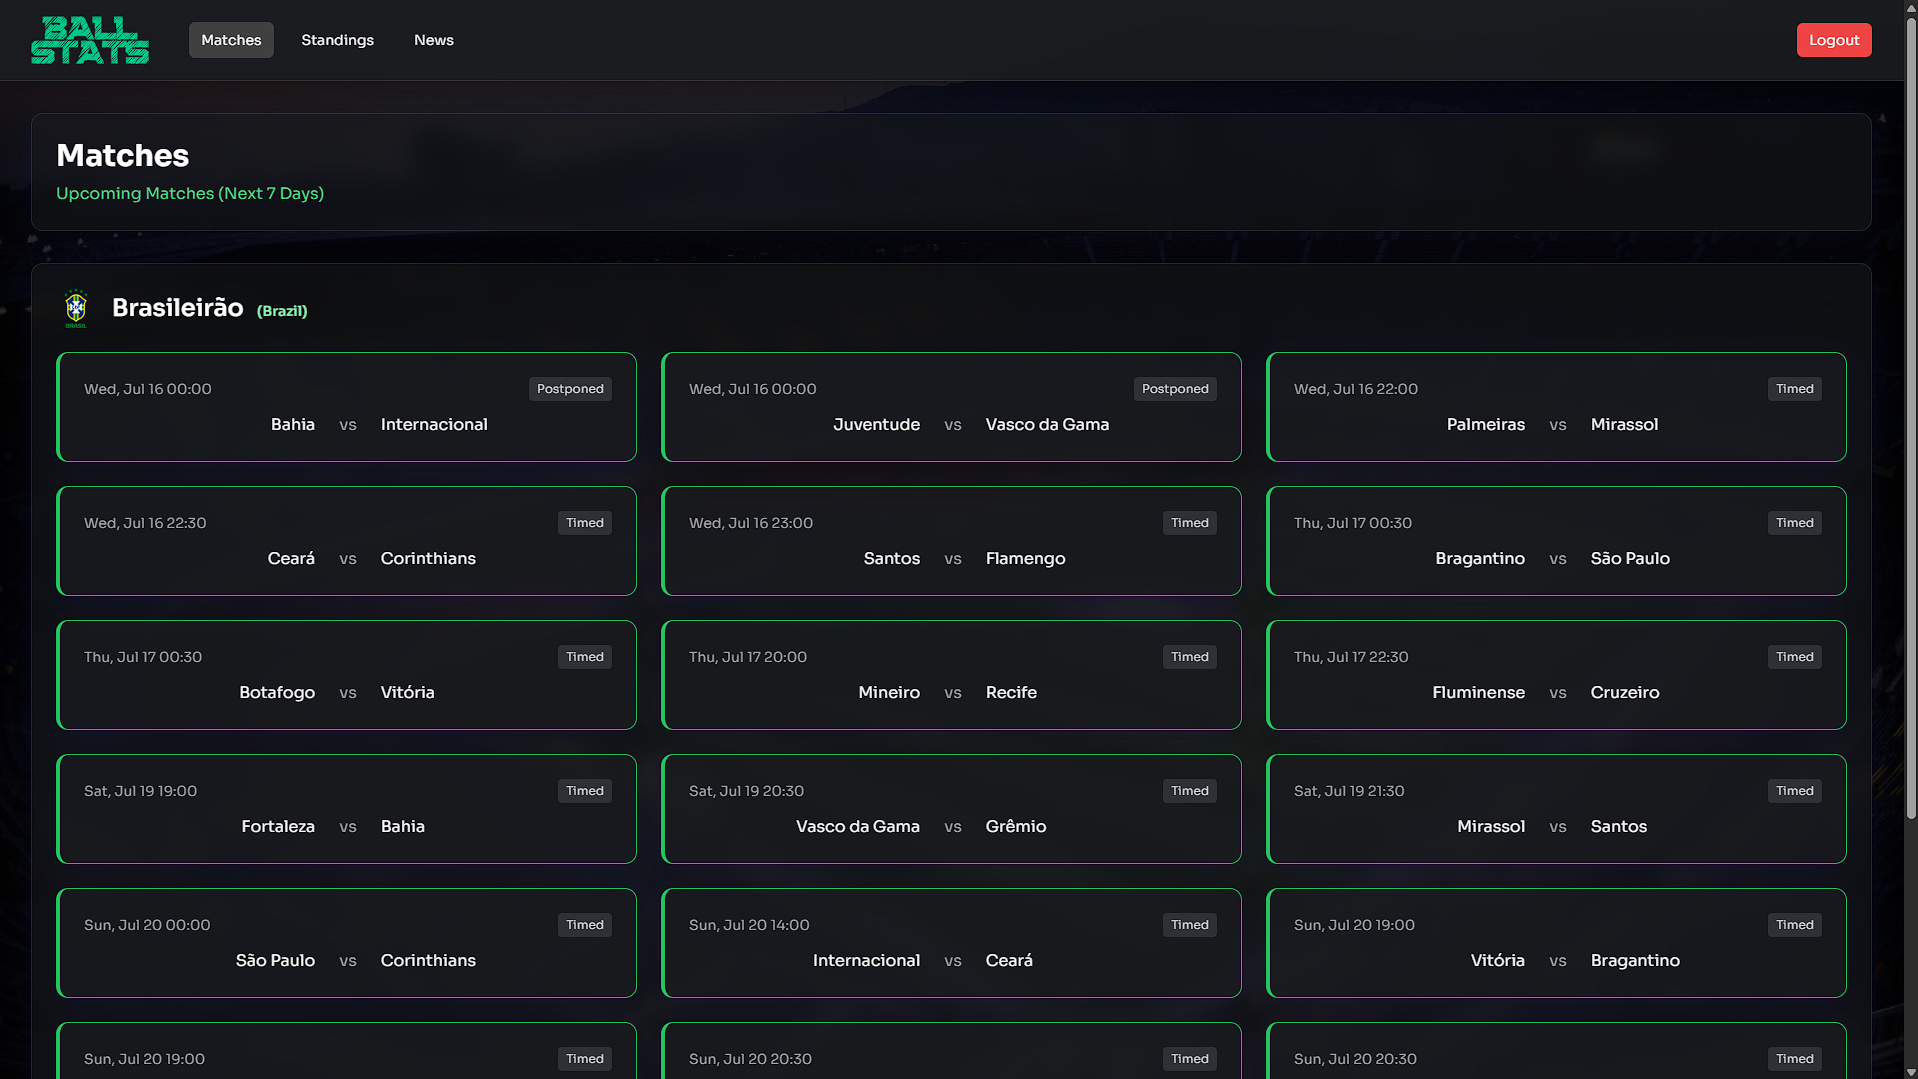 BALL
STATS
Matches
Standings
News
Logout
Matches
Upcoming Matches (Next 7 Days)
BRASIL
Brasileirão (Brazil)
Wed, Jul 16 00:00 Postponed
Bahia vs Internacional
Wed, Jul 16 00:00 Postponed
Juventude vs Vasco da Gama
Wed, Jul 16 22:00 Timed
Palmeiras vs Mirassol
Wed, Jul 16 22:30 Timed
Ceará vs Corinthians
Wed, Jul 16 23:00 Timed
Santos vs Flamengo
Thu, Jul 17 00:30 Timed
Bragantino vs São Paulo
Thu, Jul 17 00:30 Timed
Botafogo vs Vitória
Thu, Jul 17 20:00 Timed
Mineiro vs Recife
Thu, Jul 17 22:30 Timed
Fluminense vs Cruzeiro
Sat, Jul 19 19:00 Timed
Fortaleza vs Bahia
Sat, Jul 19 20:30 Timed
Vasco da Gama vs Grêmio
Sat, Jul 19 21:30 Timed
Mirassol vs Santos
Sun, Jul 20 00:00 Timed
São Paulo vs Corinthians
Sun, Jul 20 14:00 Timed
Internacional vs Ceará
Sun, Jul 20 19:00 Timed
Vitória vs Bragantino
Sun, Jul 20 19:00 Timed
Sun, Jul 20 20:30 Timed
Sun, Jul 20 20:30 Timed